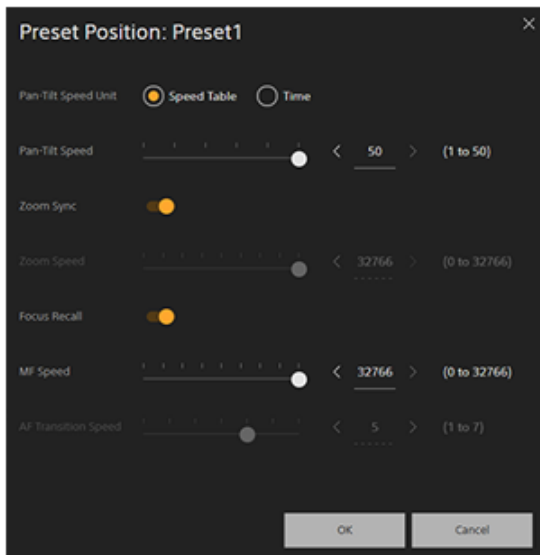 Preset Position: Preset1
Pan-Tilt Speed Unit Speed Table Time
Pan-Tilt Speed < 50 > (1 to 50)
Zoom Sync
Zoom Speed < 32766 > (0 to 32766)
Focus Recall
MF Speed < 32766 > (0 to 32766)
AF Transition Speed < 5 > (1 to 7)
OK Cancel